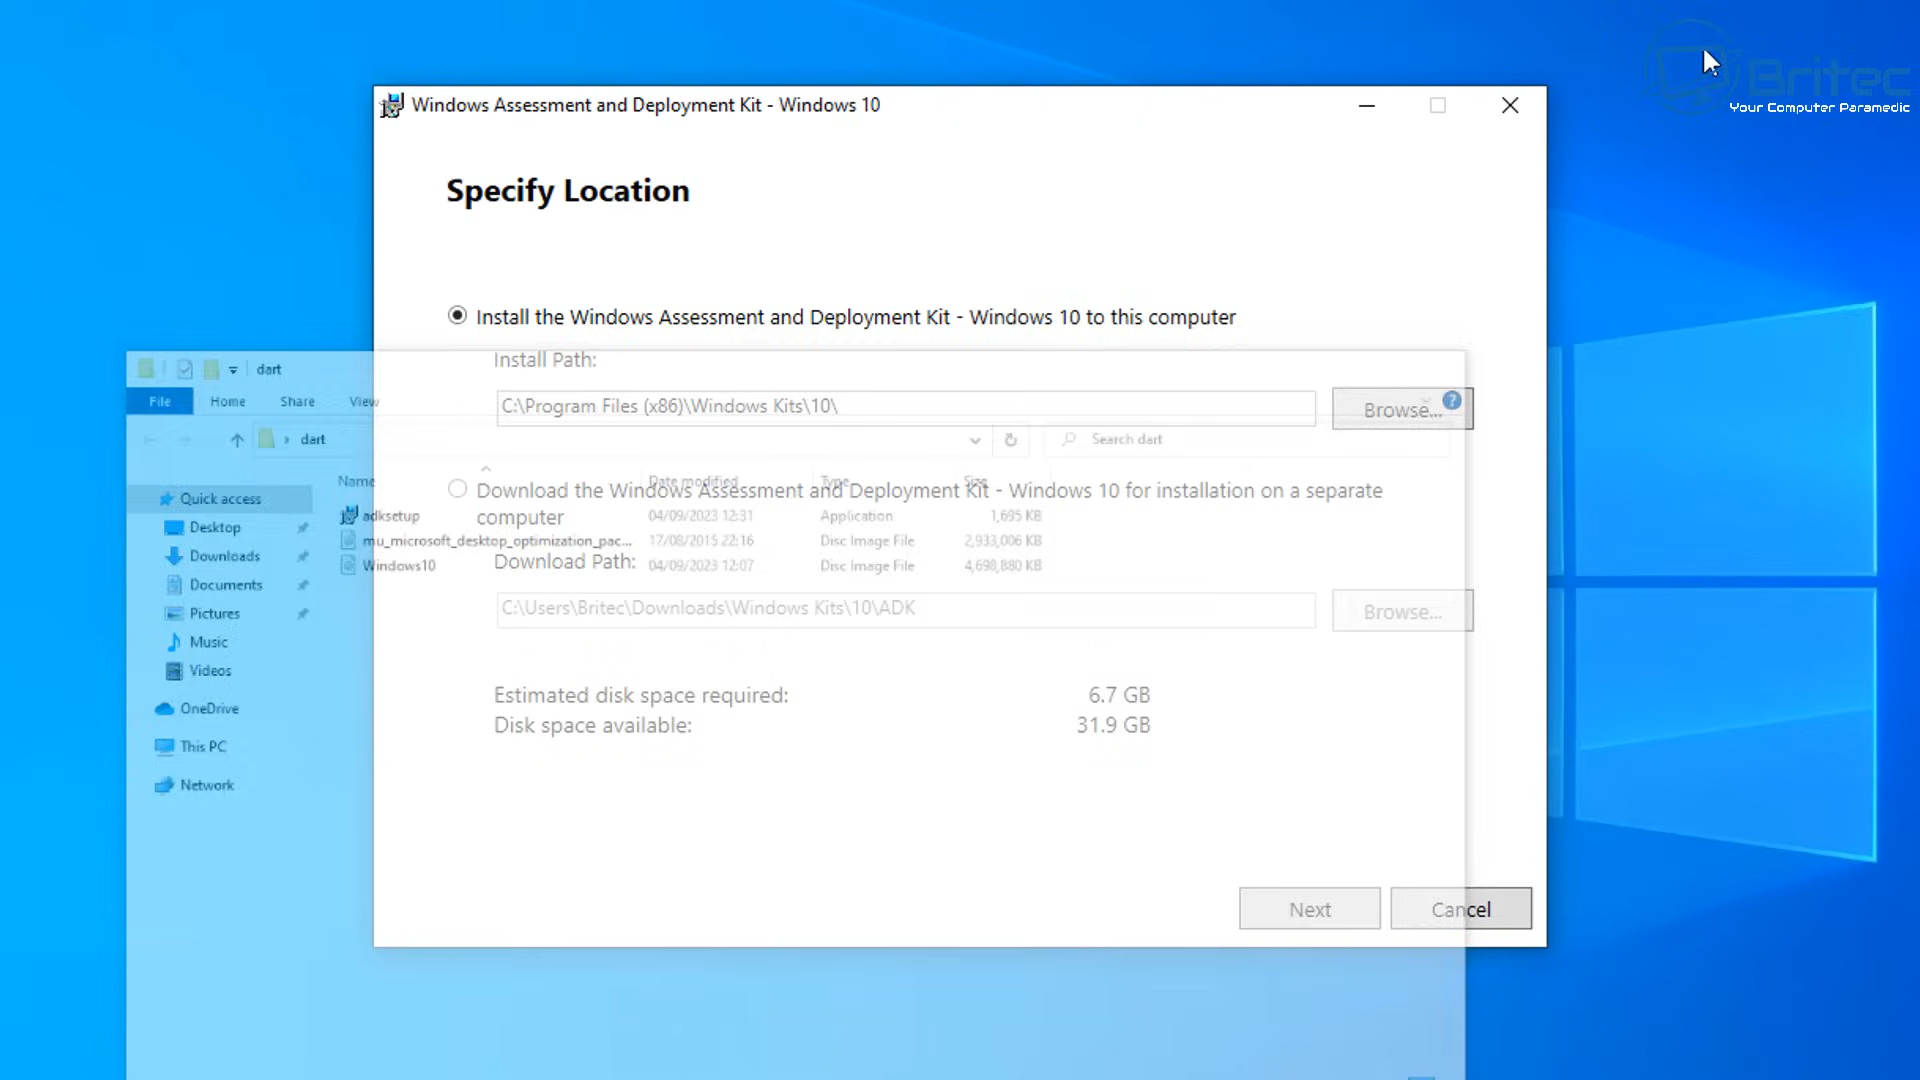 Britec
Your Computer Paramedic
Windows Assessment and Deployment Kit - Windows 10
Specify Location
Install the Windows Assessment and Deployment Kit - Windows 10 to this computer
Install Path:
C:\Program Files (x86)\Windows Kits\10\
Browse...
Download the Windows Assessment and Deployment Kit - Windows 10 for installation on a separate
computer
Download Path:
C:\Users\Britec\Downloads\Windows Kits\10\ADK
Browse...
Estimated disk space required: 6.7 GB
Disk space available: 31.9 GB
Next Cancel
dart
File Home Share View
dart
Search dart
Name Date modified Type Size
adksetup 04/09/2023 12:31 Application 1,695 KB
mu_microsoft_desktop_optimization_pac... 17/08/2015 22:16 Disc Image File 2,933,006 KB
Windows10 04/09/2023 12:07 Disc Image File 4,698,880 KB
Quick access
Desktop
Downloads
Documents
Pictures
Music
Videos
OneDrive
This PC
Network